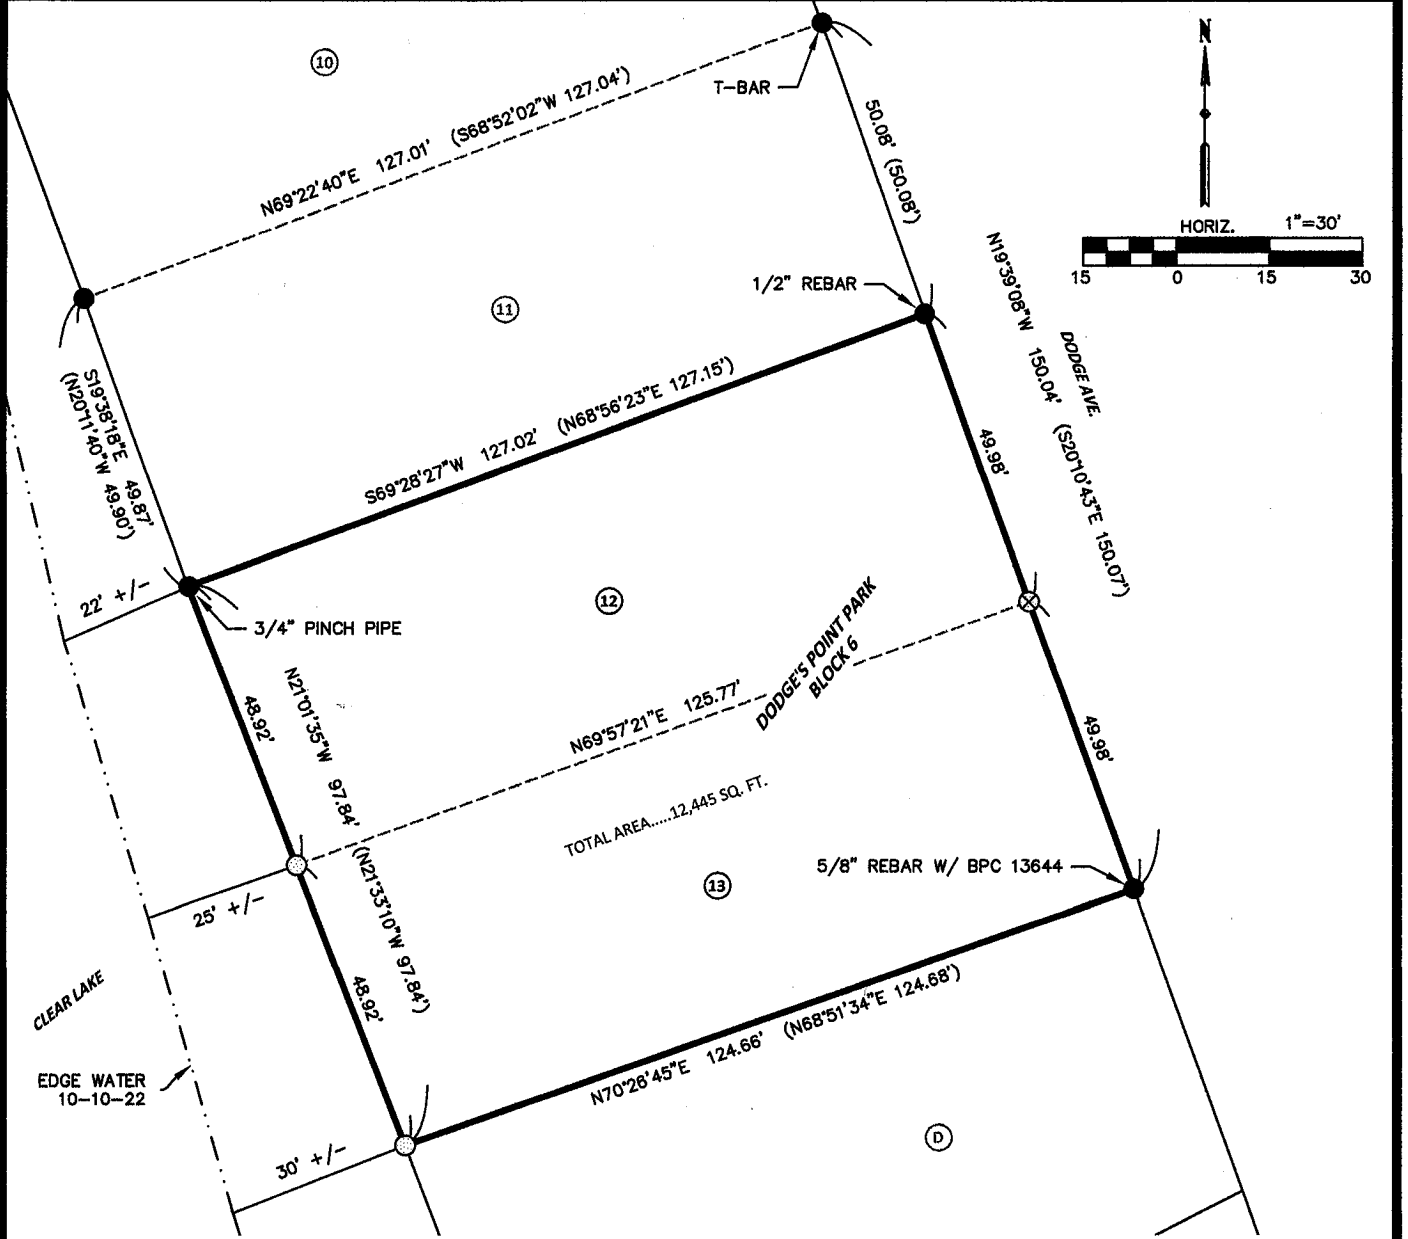 N
HORIZ. 1"=30'
15 0 15 30
10
T-BAR
N69°22'40"E 127.01' (S68°52'02"W 127.04')
50.08' (50.08')
11
1/2" REBAR
N19°39'08"W 150.04' (S20°10'43"E 150.07')
DODGE AVE.
S19°38'18"E 49.87'
(N20°11'40"W 49.90')
S69°28'27"W 127.02' (N68°56'23"E 127.15')
49.98'
22' +/-
3/4" PINCH PIPE
12
DODGE'S POINT PARK
BLOCK 6
48.92'
N21°01'35"W 97.84' (N21°33'10"W 97.84')
N69°57'21"E 125.77'
49.98'
TOTAL AREA.....12,445 SQ. FT.
25' +/-
13
5/8" REBAR W/ BPC 13644
48.92'
CLEAR LAKE
EDGE WATER
10-10-22
N70°26'45"E 124.66' (N68°51'34"E 124.68')
30' +/-
D